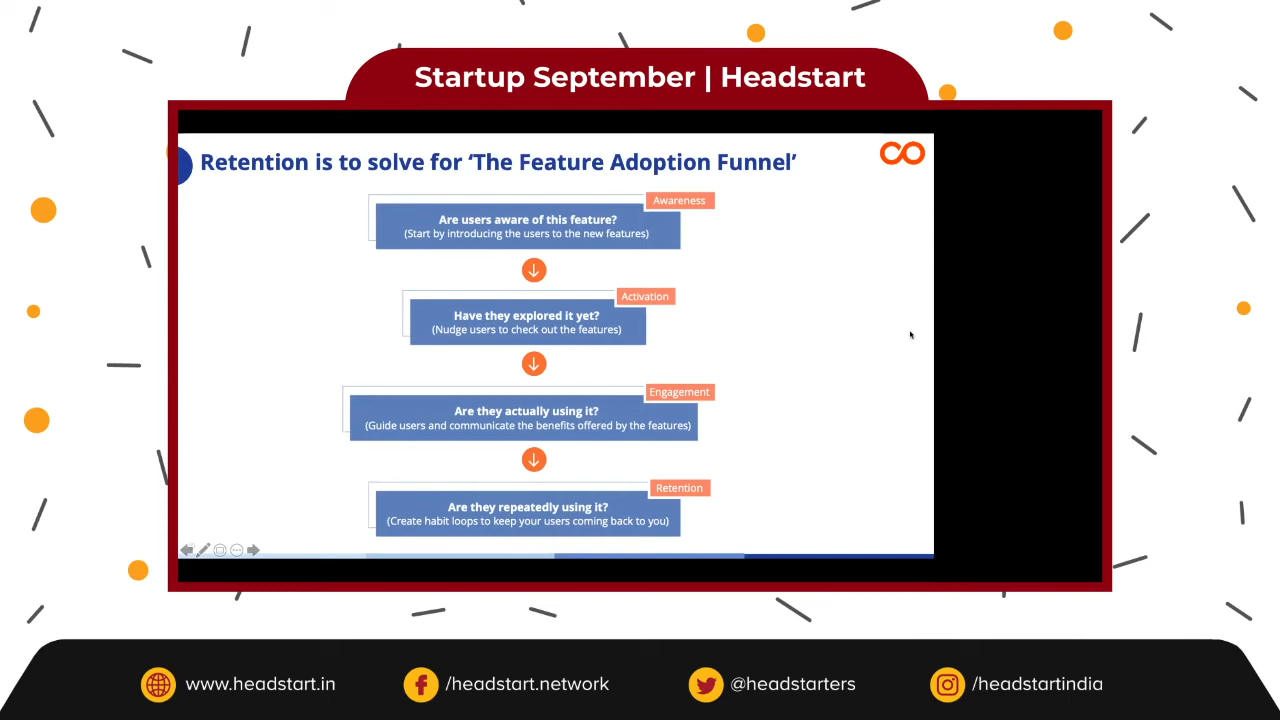 Startup September | Headstart
Retention is to solve for ‘The Feature Adoption Funnel’
Awareness
Are users aware of this feature?
(Start by introducing the users to the new features)
Activation
Have they explored it yet?
(Nudge users to check out the features)
Engagement
Are they actually using it?
(Guide users and communicate the benefits offered by the features)
Retention
Are they repeatedly using it?
(Create habit loops to keep your users coming back to you)
www.headstart.in
/headstart.network
@headstarters
/headstartindia